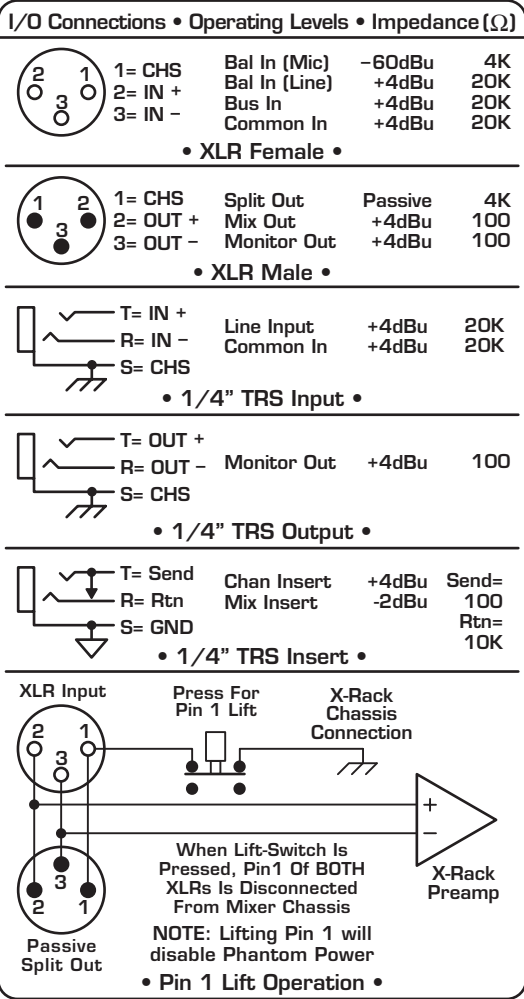 I/O Connections • Operating Levels • Impedance(Ω)
2 1
3
1= CHS
2= IN +
3= IN –
Bal In (Mic) –60dBu 4K
Bal In (Line) +4dBu 20K
Bus In +4dBu 20K
Common In +4dBu 20K
• XLR Female •
1 2
3
1= CHS
2= OUT +
3= OUT –
Split Out Passive 4K
Mix Out +4dBu 100
Monitor Out +4dBu 100
• XLR Male •
T= IN +
R= IN –
S= CHS
Line Input +4dBu 20K
Common In +4dBu 20K
• 1/4” TRS Input •
T= OUT +
R= OUT –
S= CHS
Monitor Out +4dBu 100
• 1/4” TRS Output •
T= Send
R= Rtn
S= GND
Chan Insert +4dBu Send=
Mix Insert -2dBu 100
Rtn=
10K
• 1/4” TRS Insert •
XLR Input
2 1
3
Press For
Pin 1 Lift
X-Rack
Chassis
Connection
+
–
X-Rack
Preamp
3
2 1
Passive
Split Out
When Lift-Switch Is
Pressed, Pin1 Of BOTH
XLRs Is Disconnected
From Mixer Chassis
NOTE: Lifting Pin 1 will
disable Phantom Power
• Pin 1 Lift Operation •